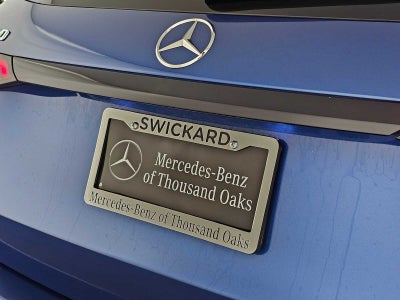 SWICKARD
Mercedes-Benz
of Thousand Oaks
Mercedes-Benz of Thousand Oaks